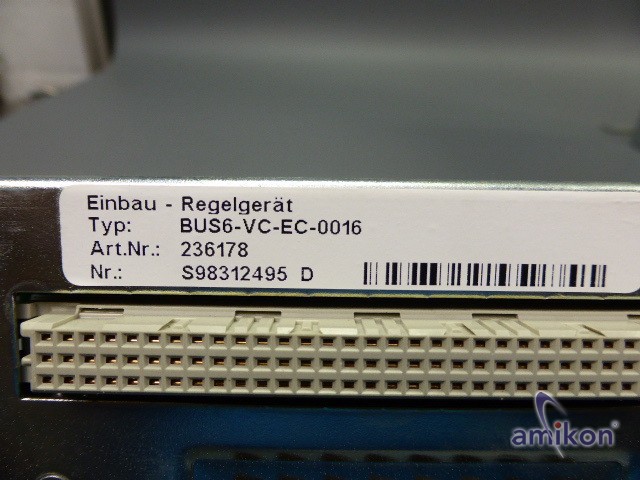 Einbau - Regelgerät
Typ: BUS6-VC-EC-0016
Art.Nr.: 236178
Nr.: S98312495 D
amikon